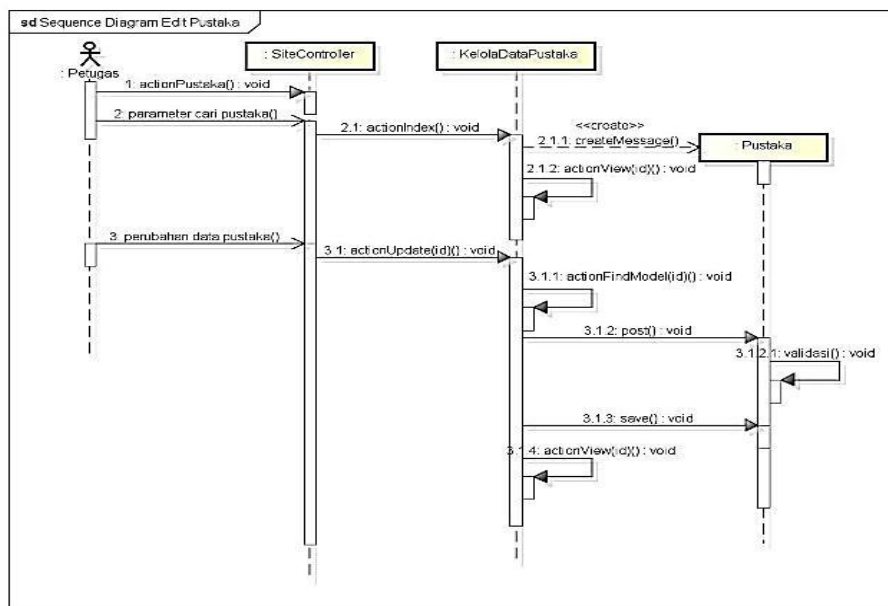 sd Sequence Diagram Edit Pustaka
: Petugas
: SiteController
: KelolaDataPustaka
1: actionPustaka() : void
2: parameter cari pustaka()
2.1: actionIndex() : void
<<create>>
2.1.1: createMessage()
: Pustaka
2.1.2: actionView(id)() : void
3: perubahan data pustaka()
3.1: actionUpdate(id)() : void
3.1.1: actionFindModel(id)() : void
3.1.2: post() : void
3.1.2.1: validasi() : void
3.1.3: save() : void
3.1.4: actionView(id)() : void